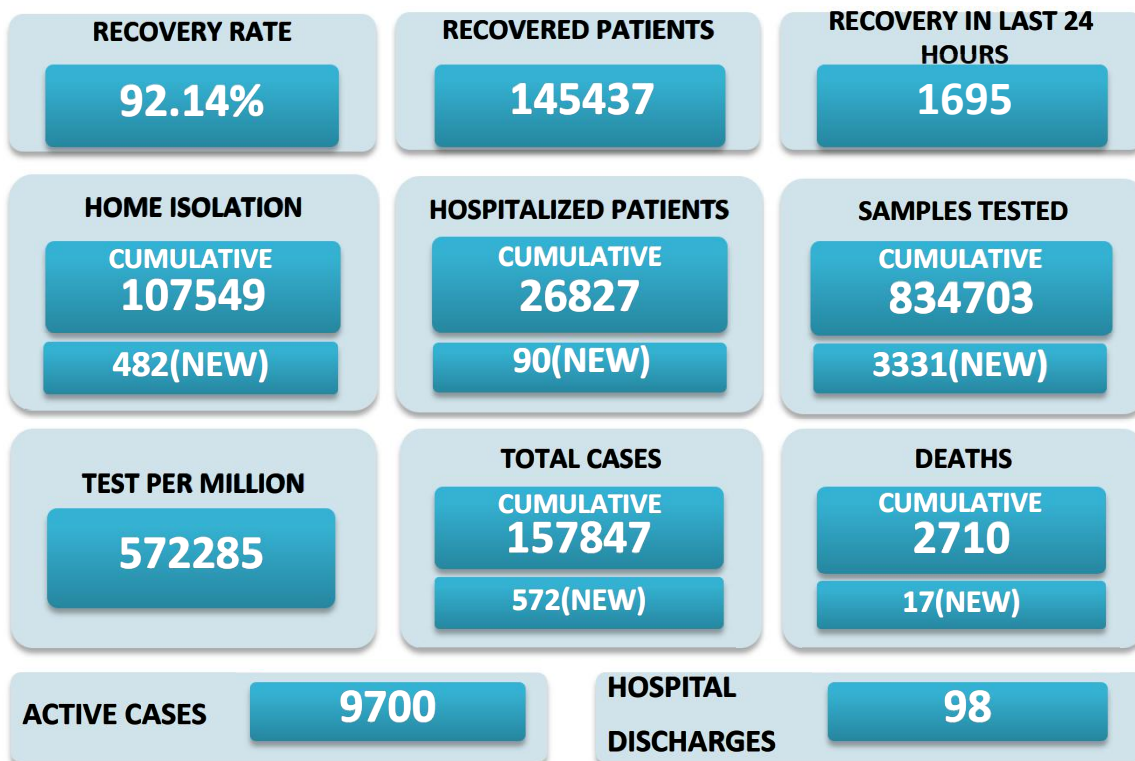 RECOVERY RATE
92.14%
RECOVERED PATIENTS
145437
RECOVERY IN LAST 24
HOURS
1695
HOME ISOLATION
CUMULATIVE
107549
482(NEW)
HOSPITALIZED PATIENTS
CUMULATIVE
26827
90(NEW)
SAMPLES TESTED
CUMULATIVE
834703
3331(NEW)
TEST PER MILLION
572285
TOTAL CASES
CUMULATIVE
157847
572(NEW)
DEATHS
CUMULATIVE
2710
17(NEW)
ACTIVE CASES
9700
HOSPITAL
DISCHARGES
98